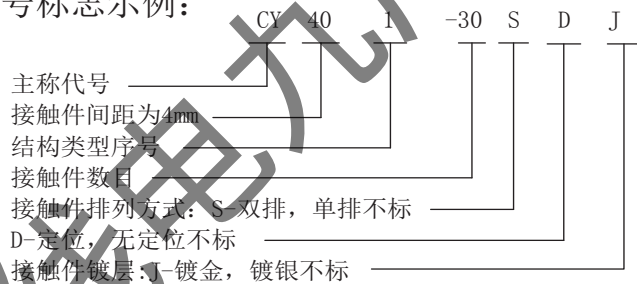 号标志示例：
CY 40 1 -30 S D J
主称代号
接触件间距为4mm
结构类型序号
接触件数目
接触件排列方式：S-双排，单排不标
D-定位，无定位不标
接触件镀层:J-镀金，镀银不标